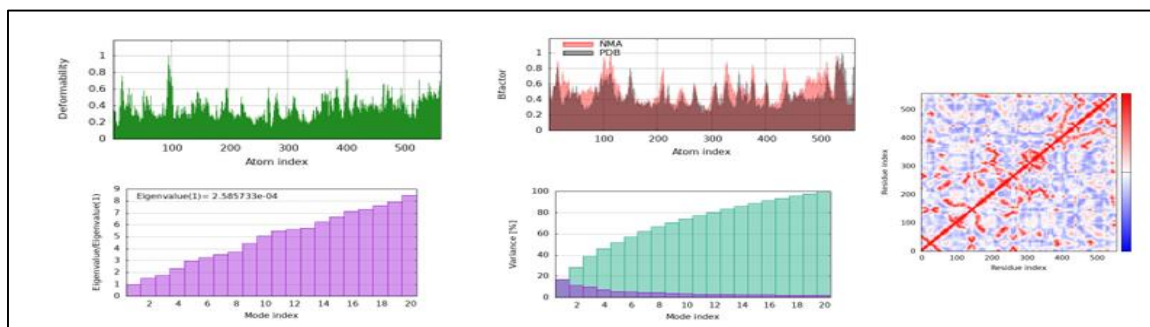 Deformability
1
0.8
0.6
0.4
0.2
0
100 200 300 400 500
Atom index
NMA
PDB
Bfactor
1
0.8
0.6
0.4
0.2
0
100 200 300 400 500
Atom index
Eigenvalue(1)= 2.585733e-04
Eigenvalue/Eigenvalue(1)
9
8
7
6
5
4
3
2
1
0
2 4 6 8 10 12 14 16 18 20
Mode index
Variance [%]
100
80
60
40
20
0
2 4 6 8 10 12 14 16 18 20
Mode index
Residue index
500
400
300
200
100
0
0 100 200 300 400 500
Residue index